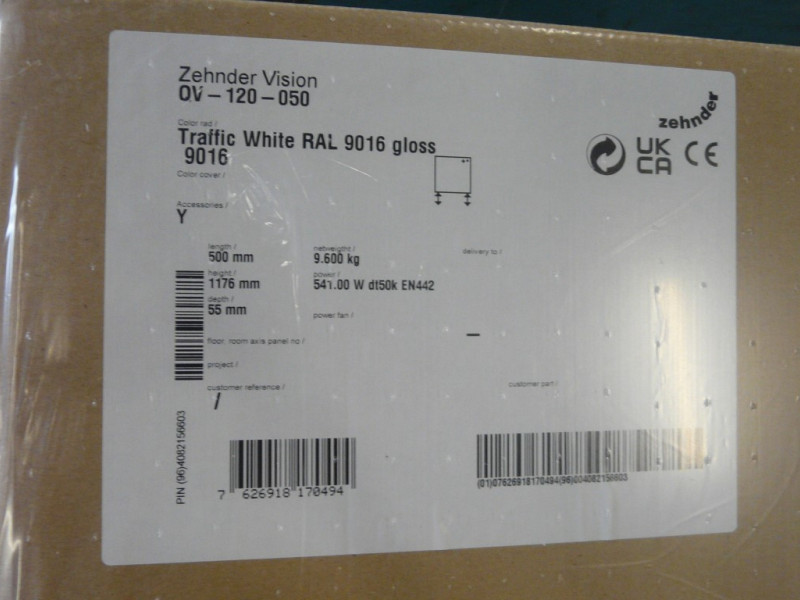 Zehnder Vision
OV-120-050
zehnder
Color rad /
Traffic White RAL 9016 gloss
9016
UK
CA
CE
Color cover /
Accessories /
Y
length /
500 mm
netweigtht /
9.600 kg
delivery to /
height /
1176 mm
power /
541.00 W dt50k EN442
depth /
55 mm
power fan /
floor, room axis panel no /
–
project /
customer reference /
/
customer part /
PIN (96)4062156603
7 626918 170494
(01)07626918170494(96)004062156603